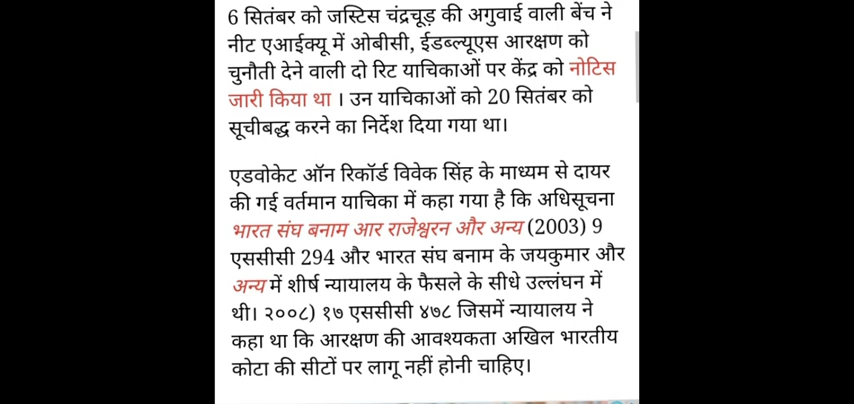 6 सितंबर को जस्टिस चंद्रचूड़ की अगुवाई वाली बेंच ने
नीट एआईक्यू में ओबीसी, ईडब्ल्यूएस आरक्षण को
चुनौती देने वाली दो रिट याचिकाओं पर केंद्र को नोटिस
जारी किया था । उन याचिकाओं को 20 सितंबर को
सूचीबद्ध करने का निर्देश दिया गया था।
एडवोकेट ऑन रिकॉर्ड विवेक सिंह के माध्यम से दायर
की गई वर्तमान याचिका में कहा गया है कि अधिसूचना
भारत संघ बनाम आर राजेश्वरन और अन्य (2003) 9
एससीसी 294 और भारत संघ बनाम के जयकुमार और
अन्य में शीर्ष न्यायालय के फैसले के सीधे उल्लंघन में
थी। २००८) १७ एससीसी ४७८ जिसमें न्यायालय ने
कहा था कि आरक्षण की आवश्यकता अखिल भारतीय
कोटा की सीटों पर लागू नहीं होनी चाहिए।